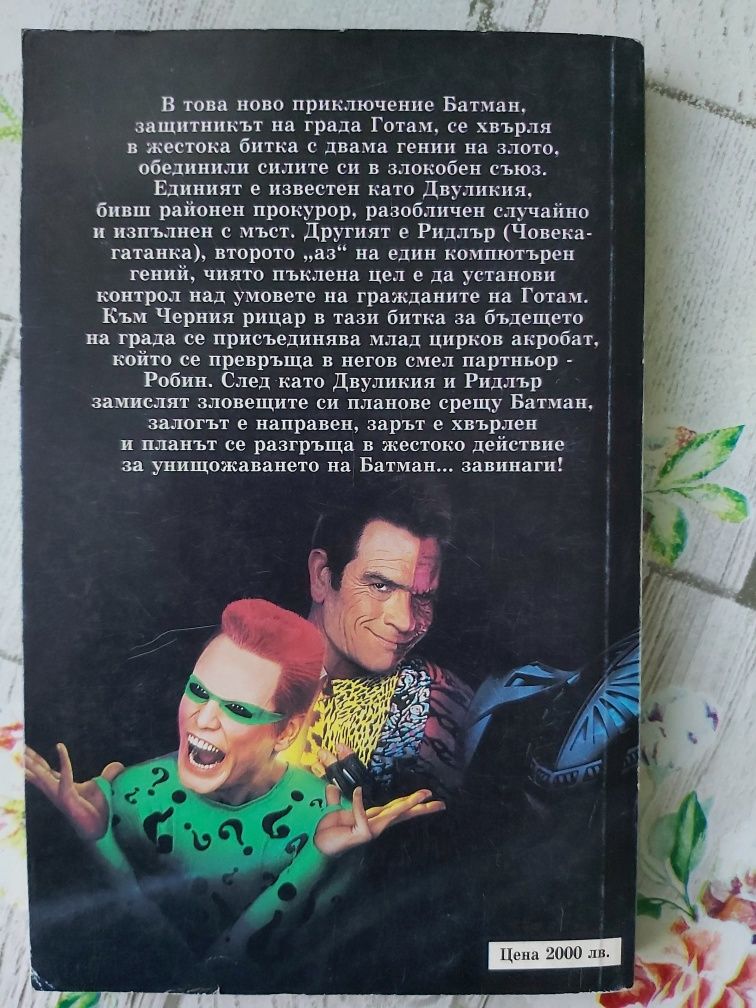 В това ново приключение Батман,
защитникът на града Готам, се хвърля
в жестока битка с двама гении на злото,
обединили силите си в злокобен съюз.
Единият е известен като Двуликия,
бивш районен прокурор, разобличен случайно
и изпълнен с мъст. Другият е Ридлър (Човека-
гатанка), второто „аз“ на един компютърен
гений, чиято пъклена цел е да установи
контрол над умовете на гражданите на Готам.
Към Черния рицар в тази битка за бъдещето
на града се присъединява млад цирков акробат,
който се превръща в негов смел партньор -
Робин. След като Двуликия и Ридлър
замислят зловещите си планове срещу Батман,
залогът е направен, зарът е хвърлен
и планът се разгръща в жестоко действие
за унищожаването на Батман... завинаги!
Цена 2000 лв.